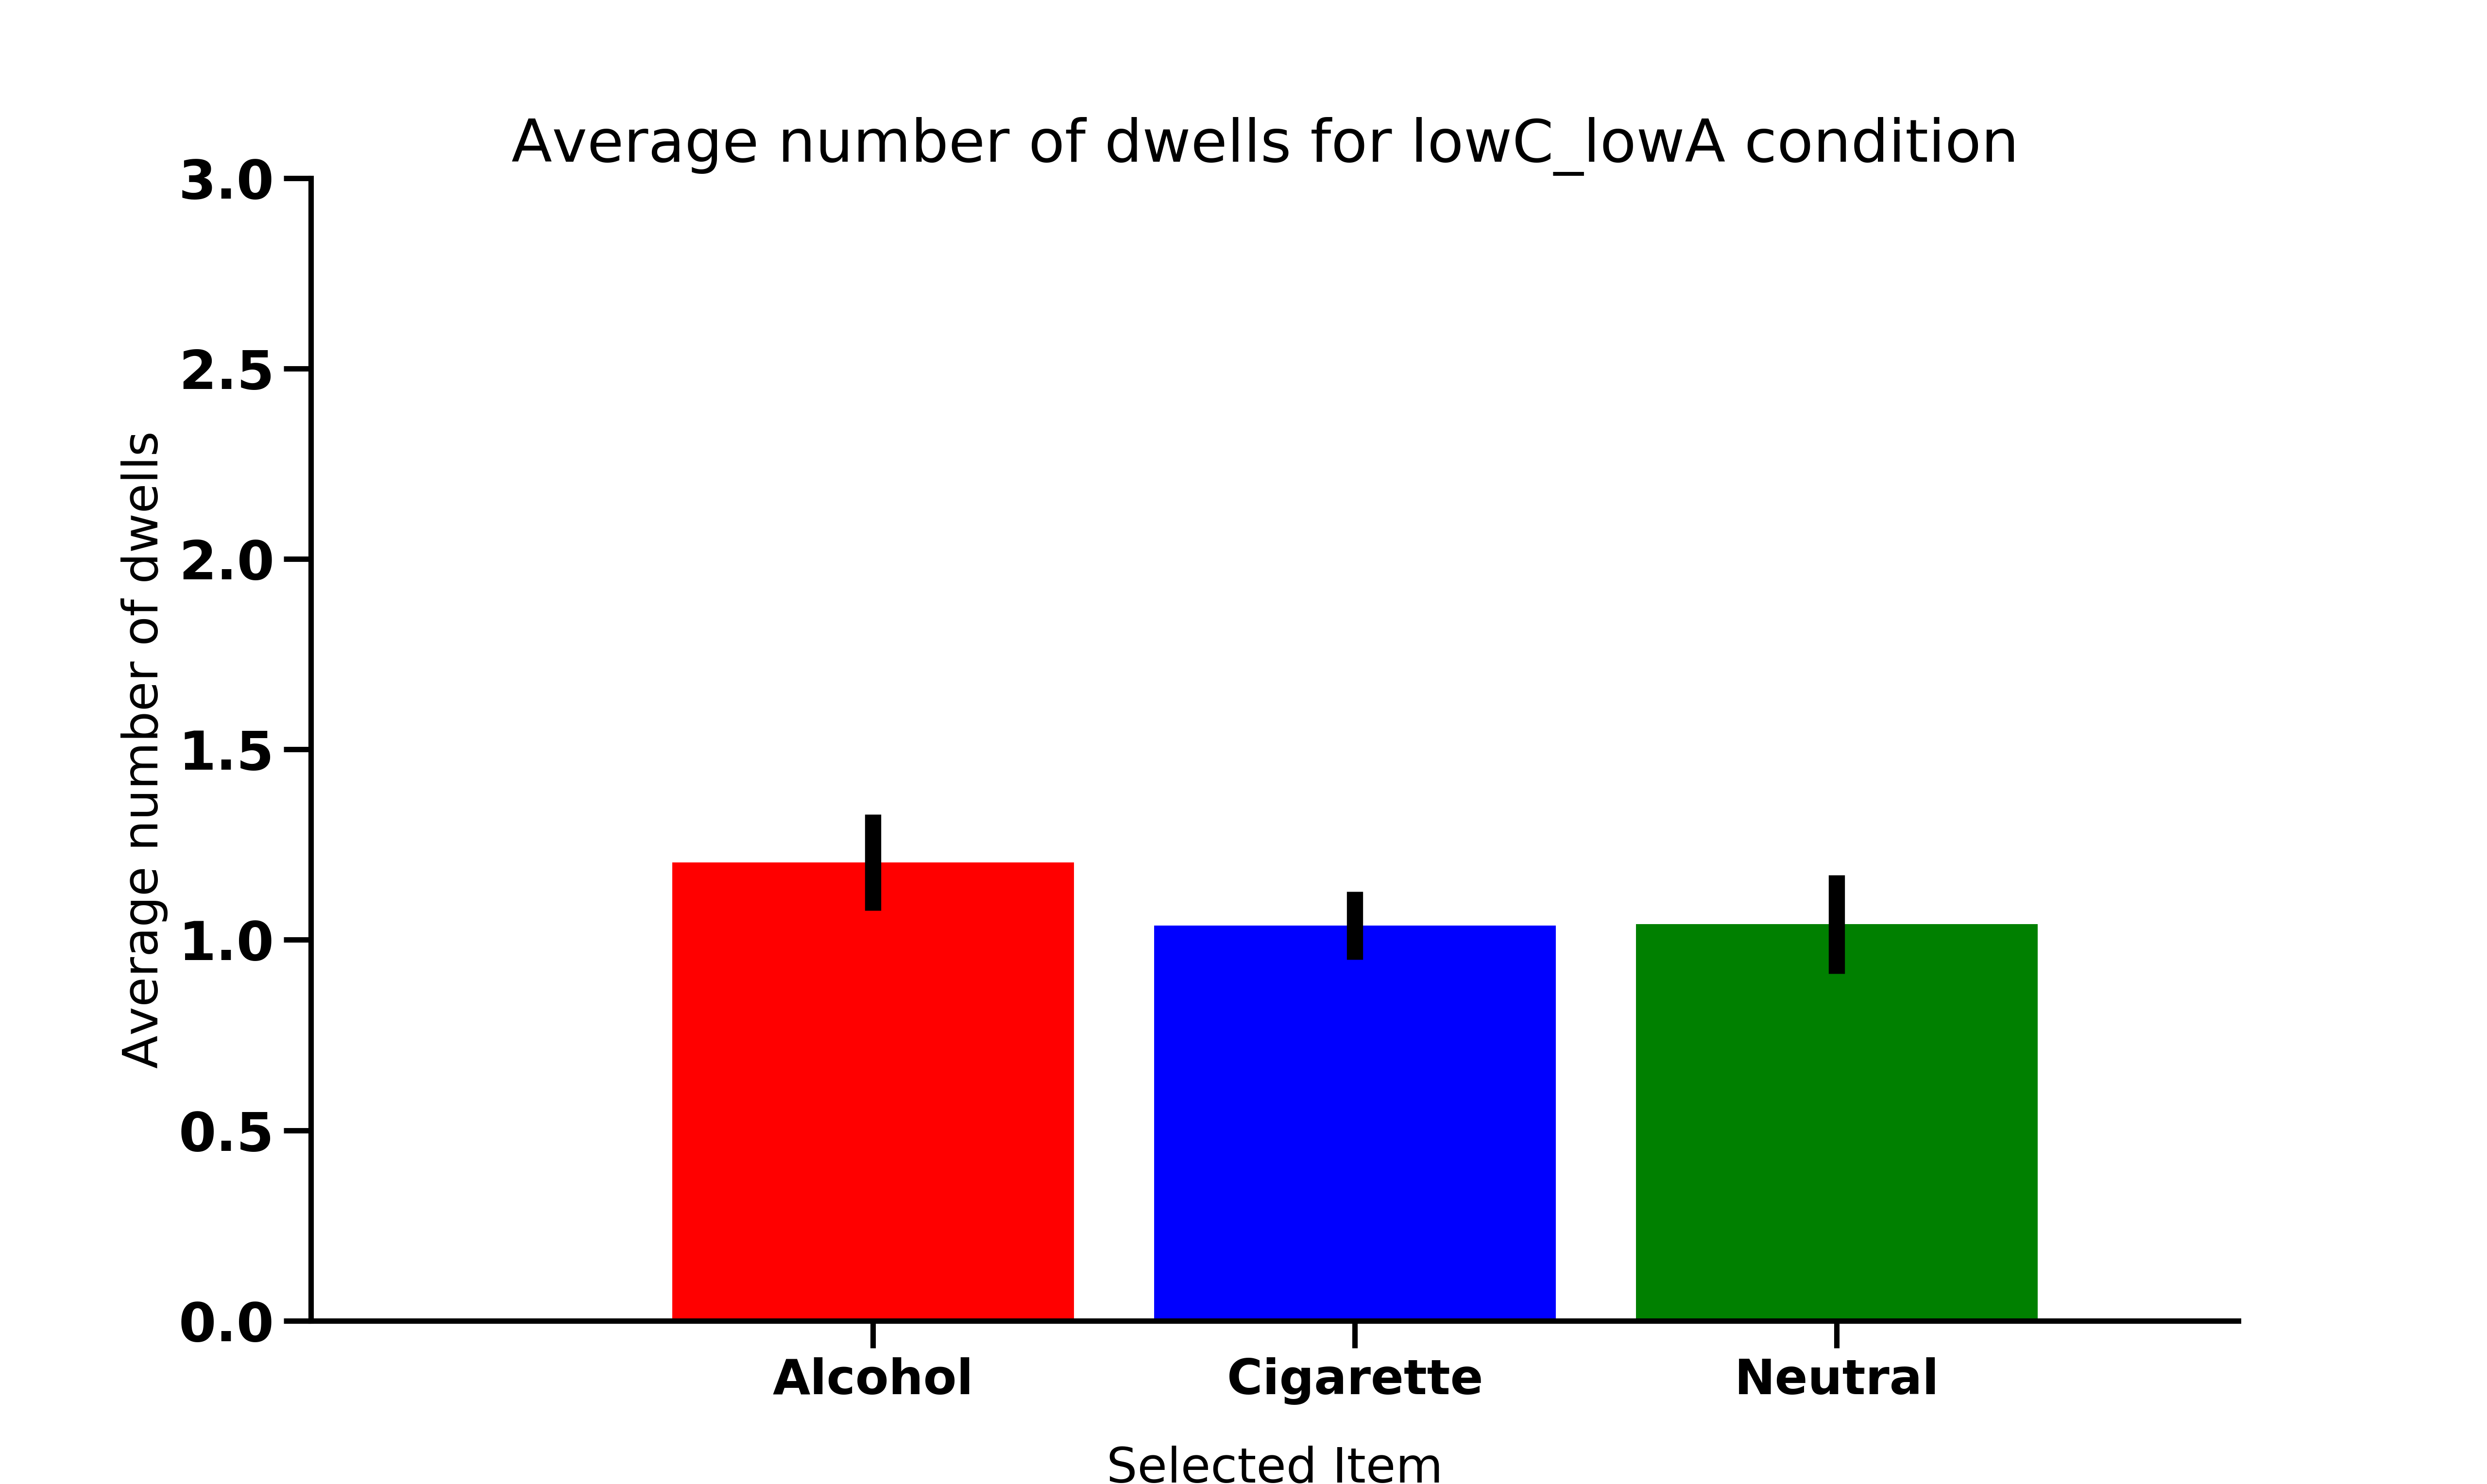 Average number of dwells for lowC_lowA condition
3.0
2.5
2.0
1.5
1.0
0.5
0.0
Average number of dwells
Alcohol Cigarette Neutral
Selected Item